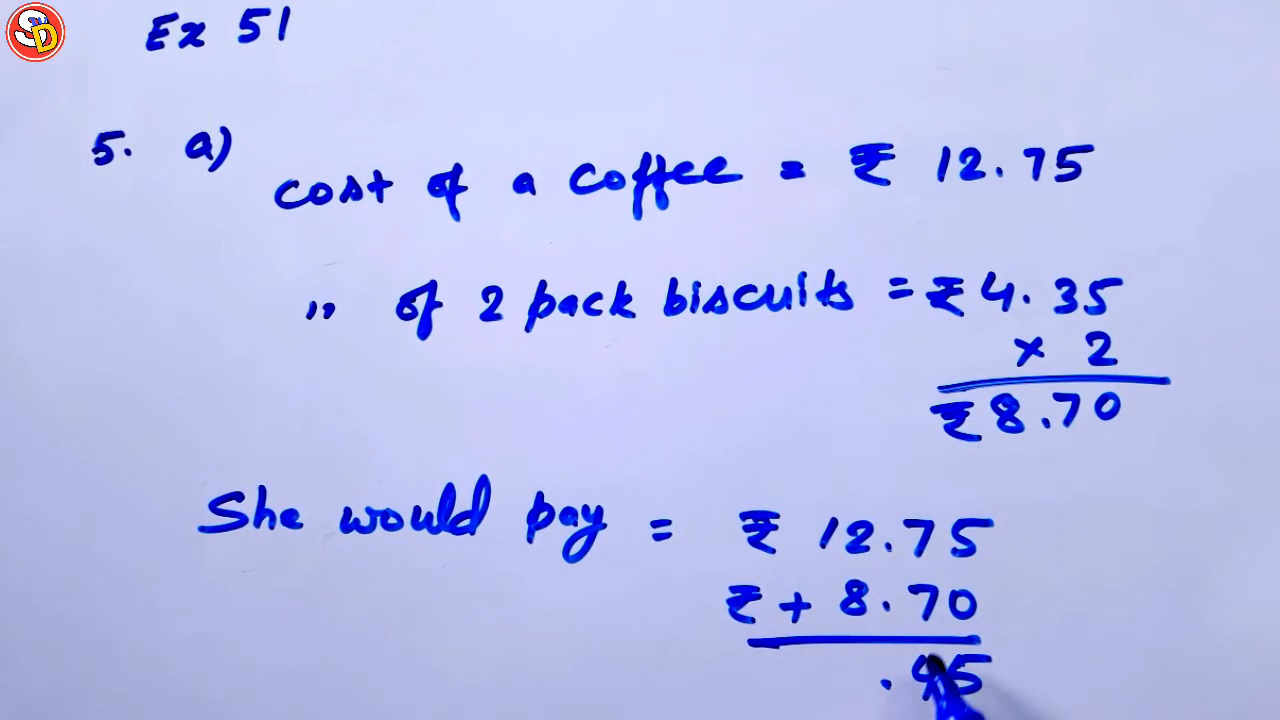 SD
Ex 51
5. a)
cost of a coffee = ₹ 12.75
" of 2 pack biscuits = ₹ 4.35
x 2
₹ 8.70
She would pay = ₹ 12.75
₹ + 8.70
.45